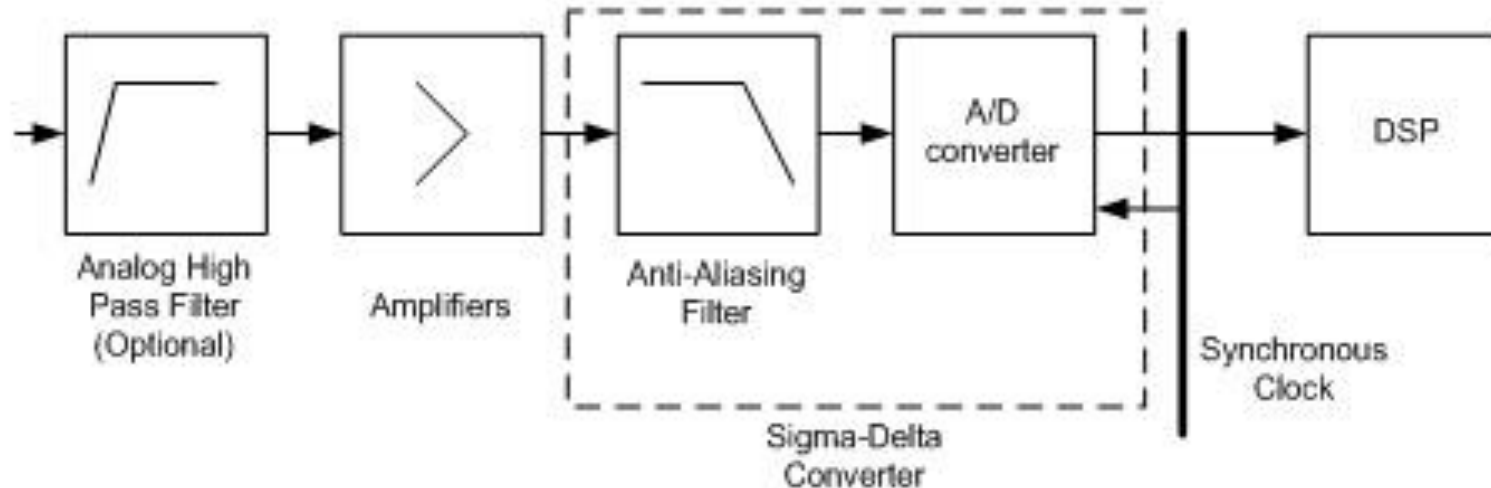 A/D
converter
DSP
Analog High
Pass Filter
(Optional)
Amplifiers
Anti-Aliasing
Filter
Synchronous
Clock
Sigma-Delta
Converter